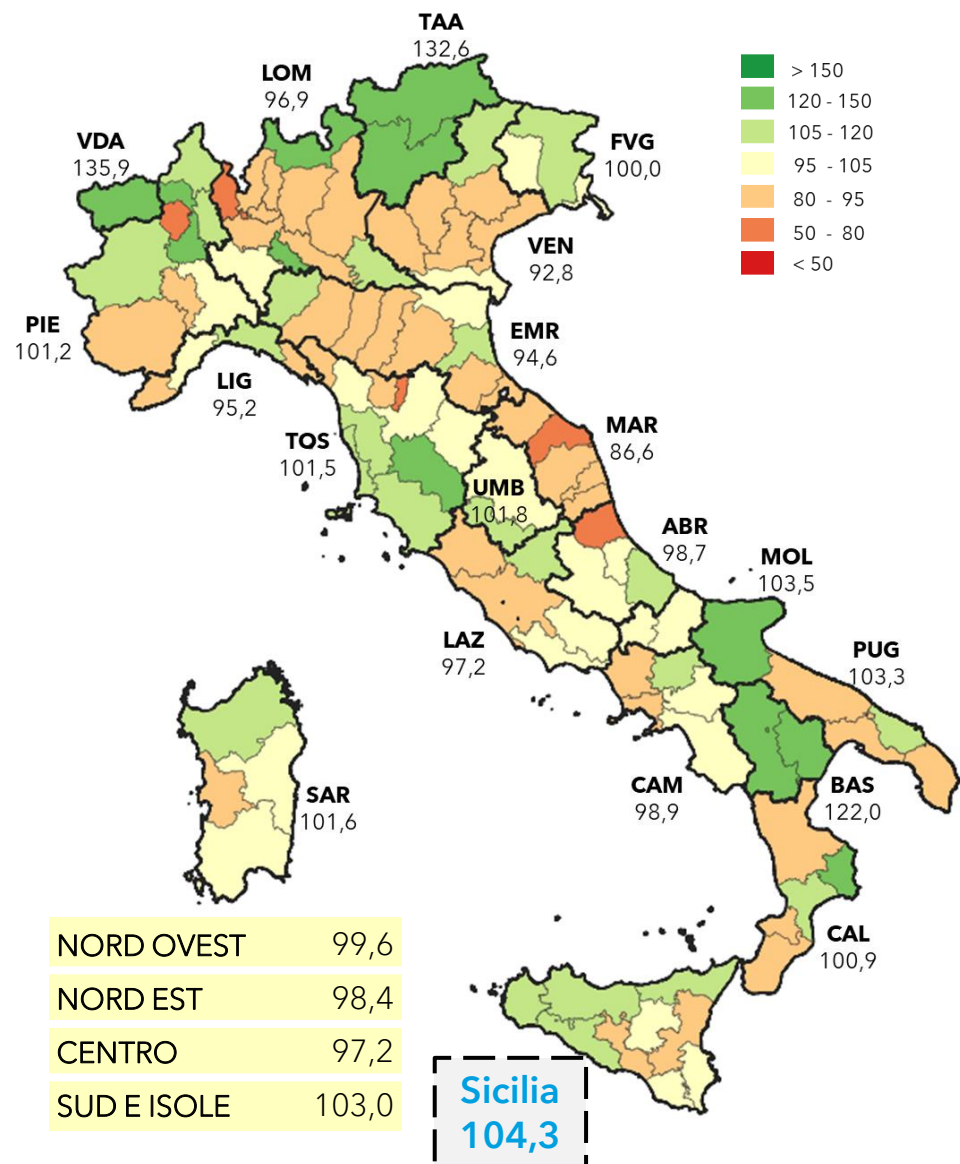 TAA
132,6
LOM
96,9
> 150
120 - 150
105 - 120
95 - 105
80 - 95
50 - 80
< 50
VDA
135,9
FVG
100,0
VEN
92,8
PIE
101,2
EMR
94,6
LIG
95,2
MAR
86,6
TOS
101,5
UMB
101,8
ABR
98,7
MOL
103,5
LAZ
97,2
PUG
103,3
CAM
98,9
BAS
122,0
SAR
101,6
CAL
100,9
NORD OVEST 99,6
NORD EST 98,4
CENTRO 97,2
SUD E ISOLE 103,0
Sicilia
104,3